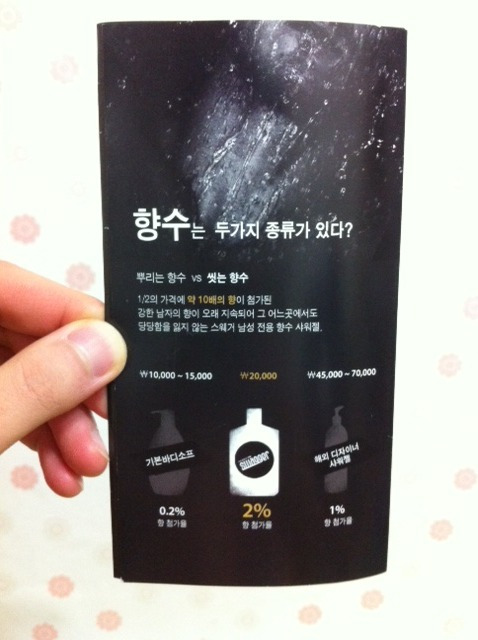 향수는 두가지 종류가 있다?
뿌리는 향수 vs 씻는 향수
1/2의 가격에 약 10배의 향이 첨가된
강한 남자의 향이 오래 지속되어 그 어느곳에서도
당당함을 잃지 않는 스웨거 남성 전용 향수 샤워젤.
₩10,000 ~ 15,000 ₩20,000 ₩45,000 ~ 70,000
기본바디소프
SWAGGER
해외 디자이너
샤워젤
0.2% 2% 1%
향 첨가율 향 첨가율 향 첨가율